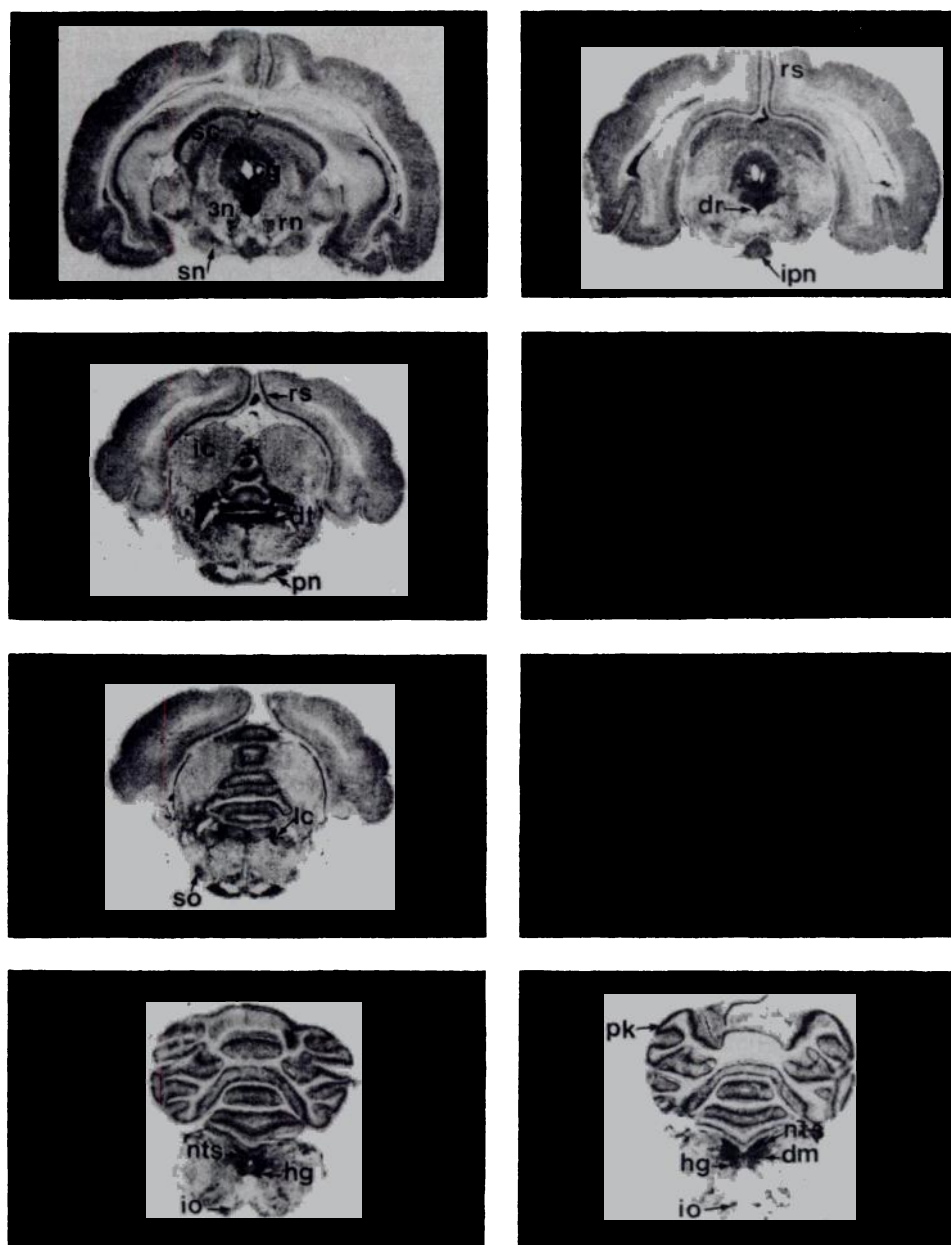 sc
cg
3n
rn
sn
rs
dr
ipn
rs
ic
dt
pn
lc
so
nts
hg
io
pk
nts
hg
dm
io